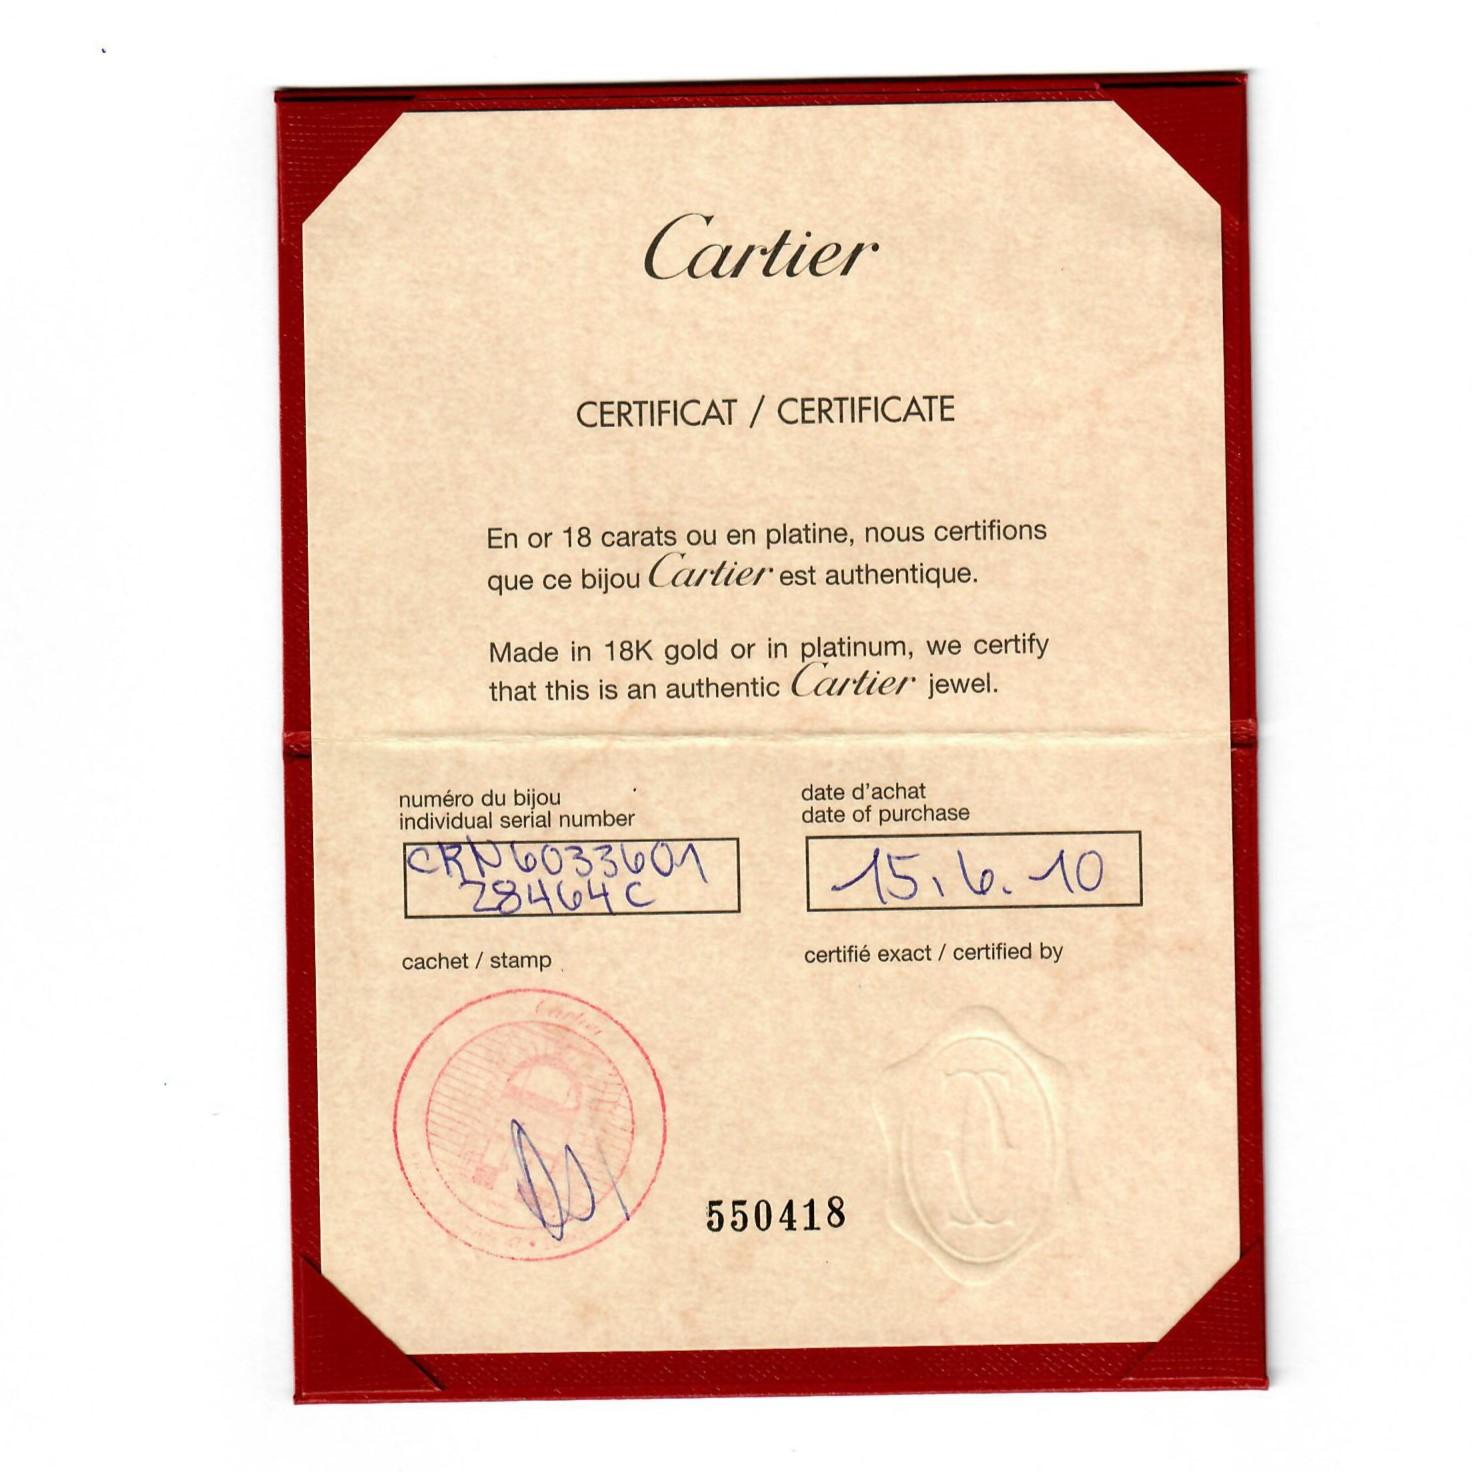 Cartier
CERTIFICAT / CERTIFICATE
En or 18 carats ou en platine, nous certifions
que ce bijou Cartier est authentique.
Made in 18K gold or in platinum, we certify
that this is an authentic Cartier jewel.
numéro du bijou
individual serial number
CRN6033601
28464C
date d'achat
date of purchase
15.6.10
cachet / stamp
certifié exact / certified by
Cartier
550418